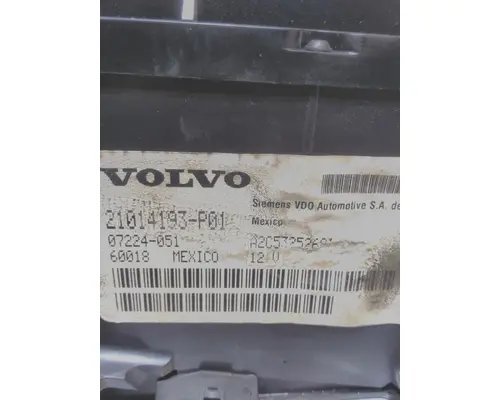 VOLVO
Siemens VDO Automotive S.A. de
21014193-P01
Mexico
07224-051
60018 MEXICO 12 V